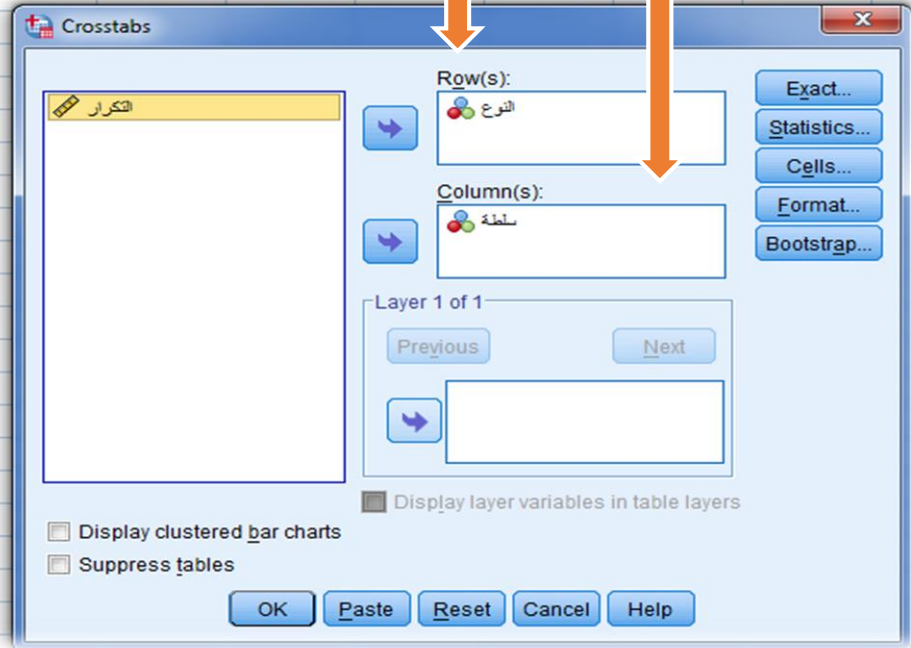 Crosstabs
التكرار
Row(s):
النوع
Column(s):
سلطة
Layer 1 of 1
Previous
Next
Display layer variables in table layers
Display clustered bar charts
Suppress tables
Exact...
Statistics...
Cells...
Format...
Bootstrap...
OK
Paste
Reset
Cancel
Help